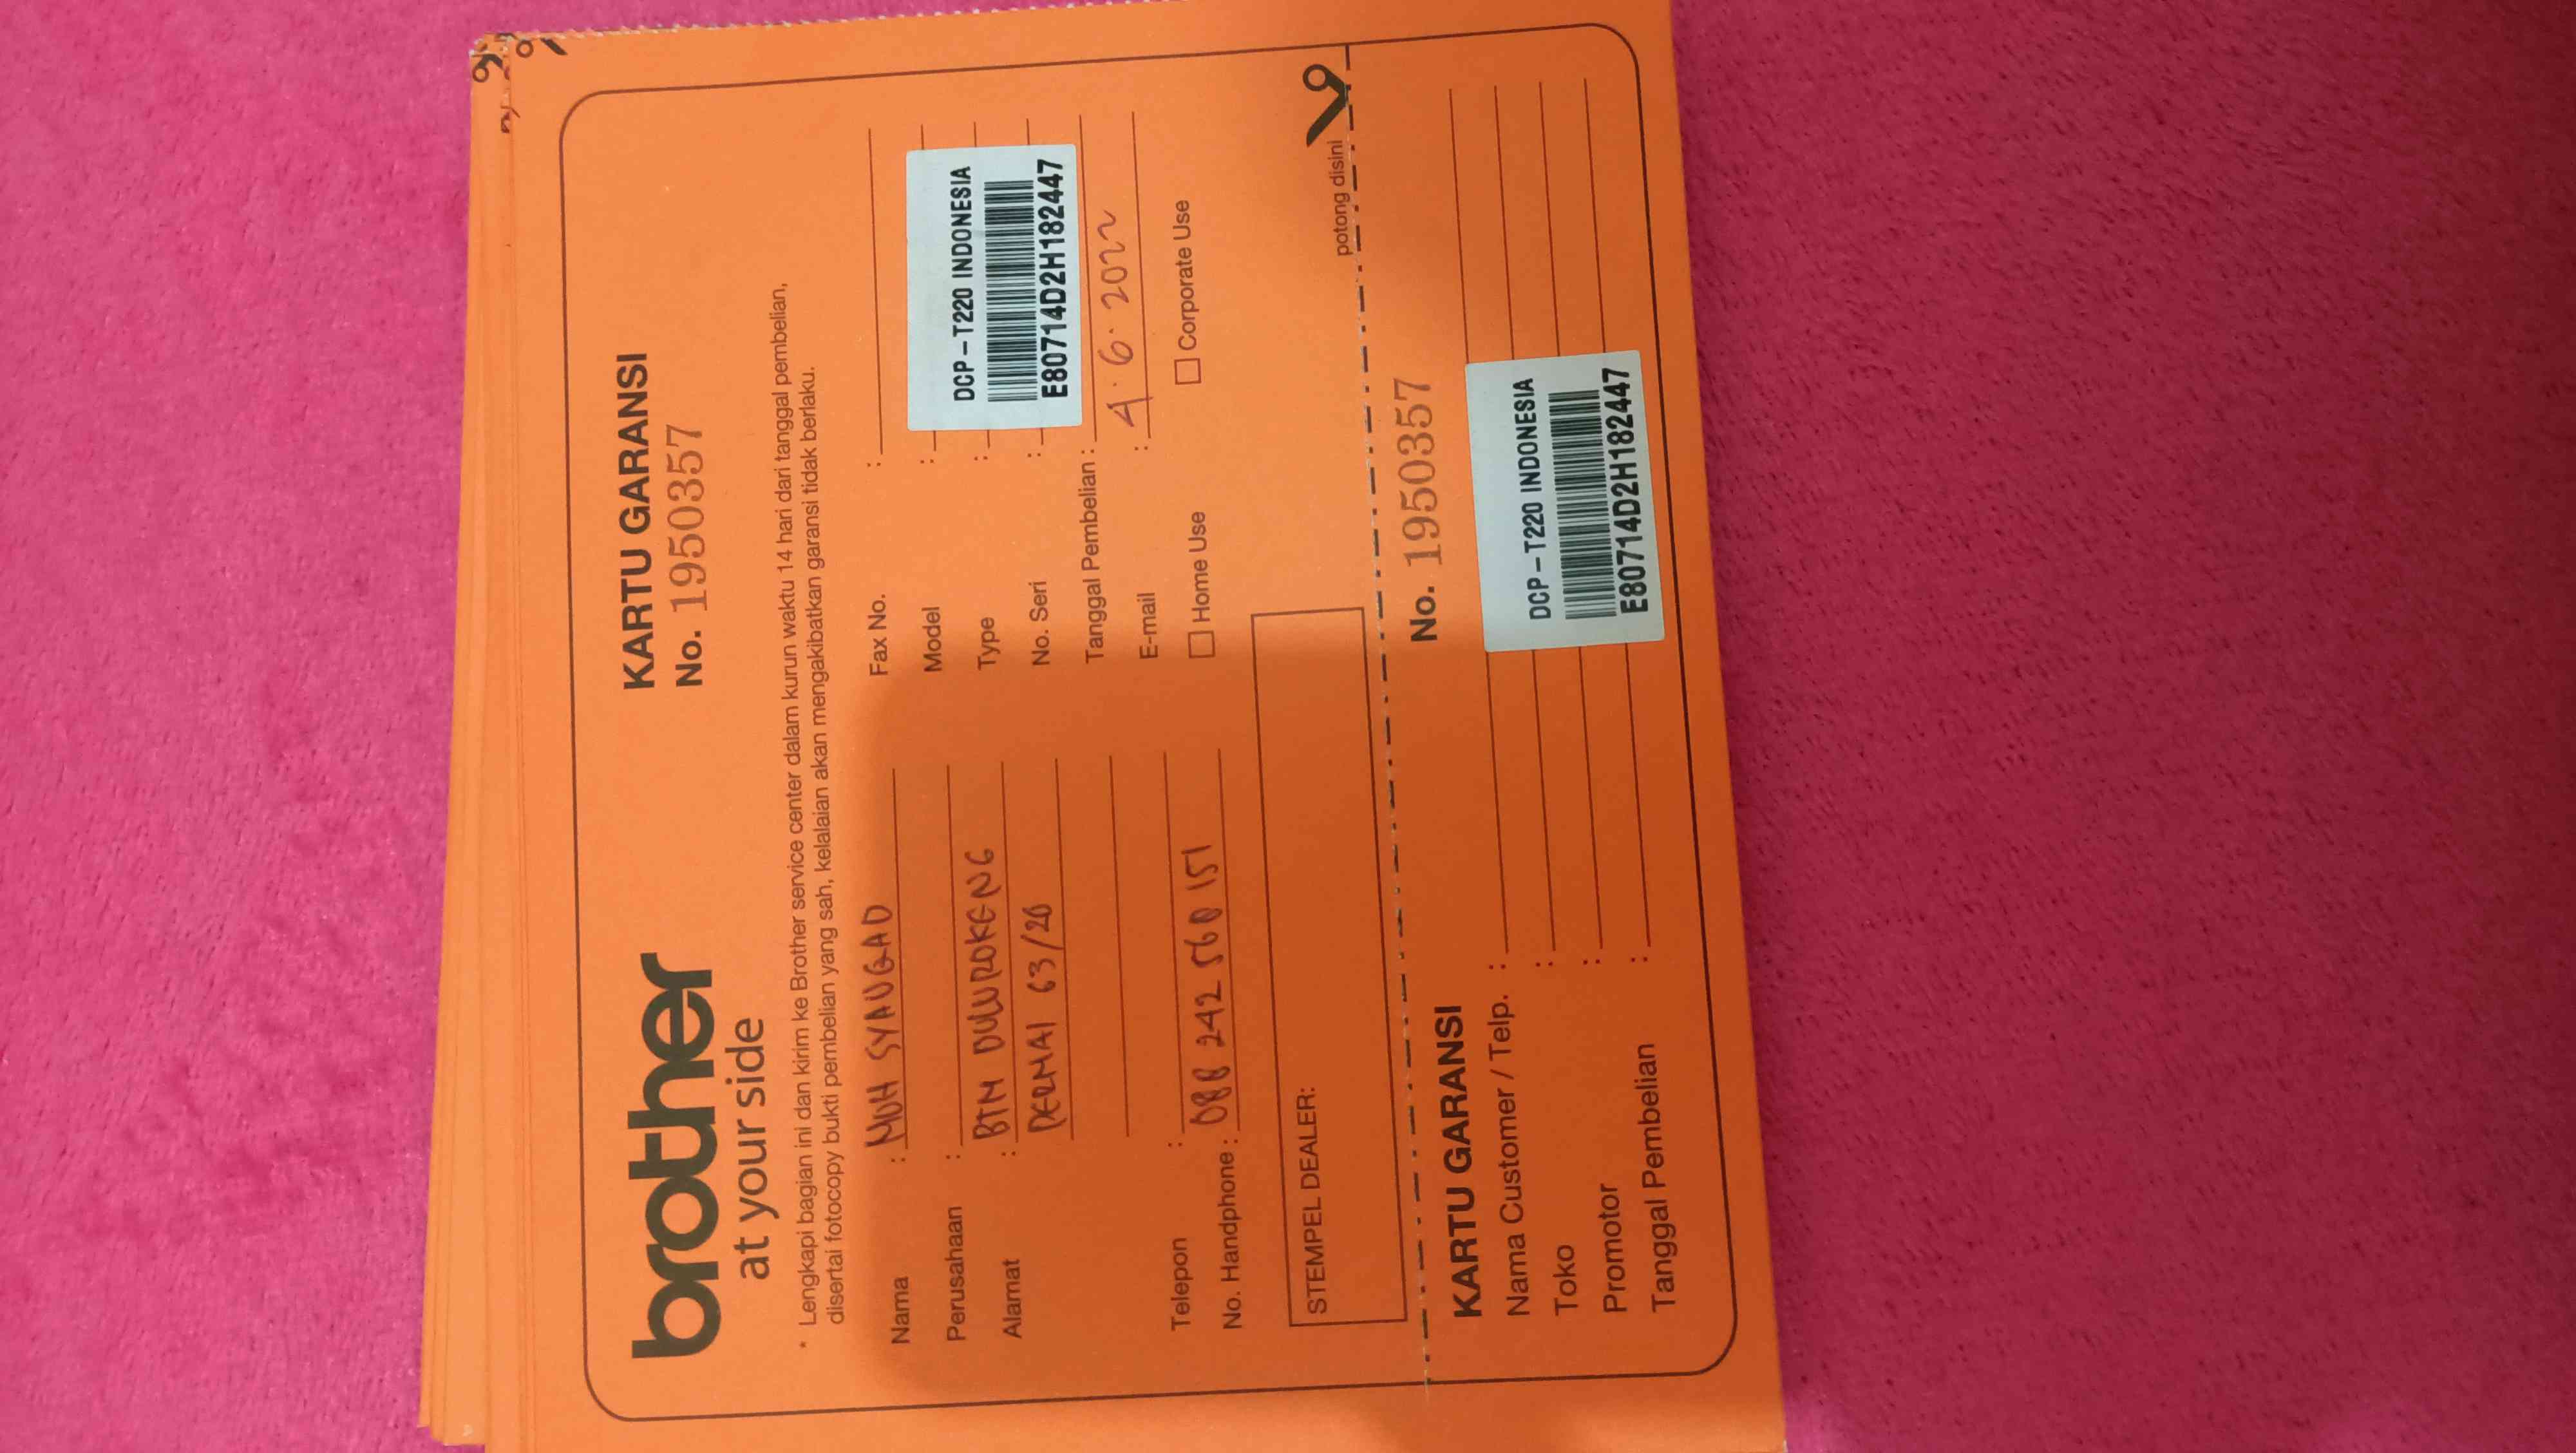 brother
at your side
KARTU GARANSI
No. 1950357
* Lengkapi bagian ini dan kirim ke Brother service center dalam kurun waktu 14 hari dari tanggal pembelian,
disertai fotocopy bukti pembelian yang sah, kelalaian akan mengakibatkan garansi tidak berlaku.
Nama : MOH SYAUGAD
Perusahaan :
Alamat : BTN
PERMAI 63/20
Telepon :
No. Handphone : 088 242 560 151
Fax No. :
Model :
Type :
No. Seri :
DCP-T220 INDONESIA
E80714D2H182447
Tanggal Pembelian :
E-mail : 4.6.2022
Home Use
Corporate Use
STEMPEL DEALER:
potong disini
KARTU GARANSI
No. 1950357
Nama Customer / Telp. :
Toko :
Promotor :
Tanggal Pembelian :
DCP-T220 INDONESIA
E80714D2H182447